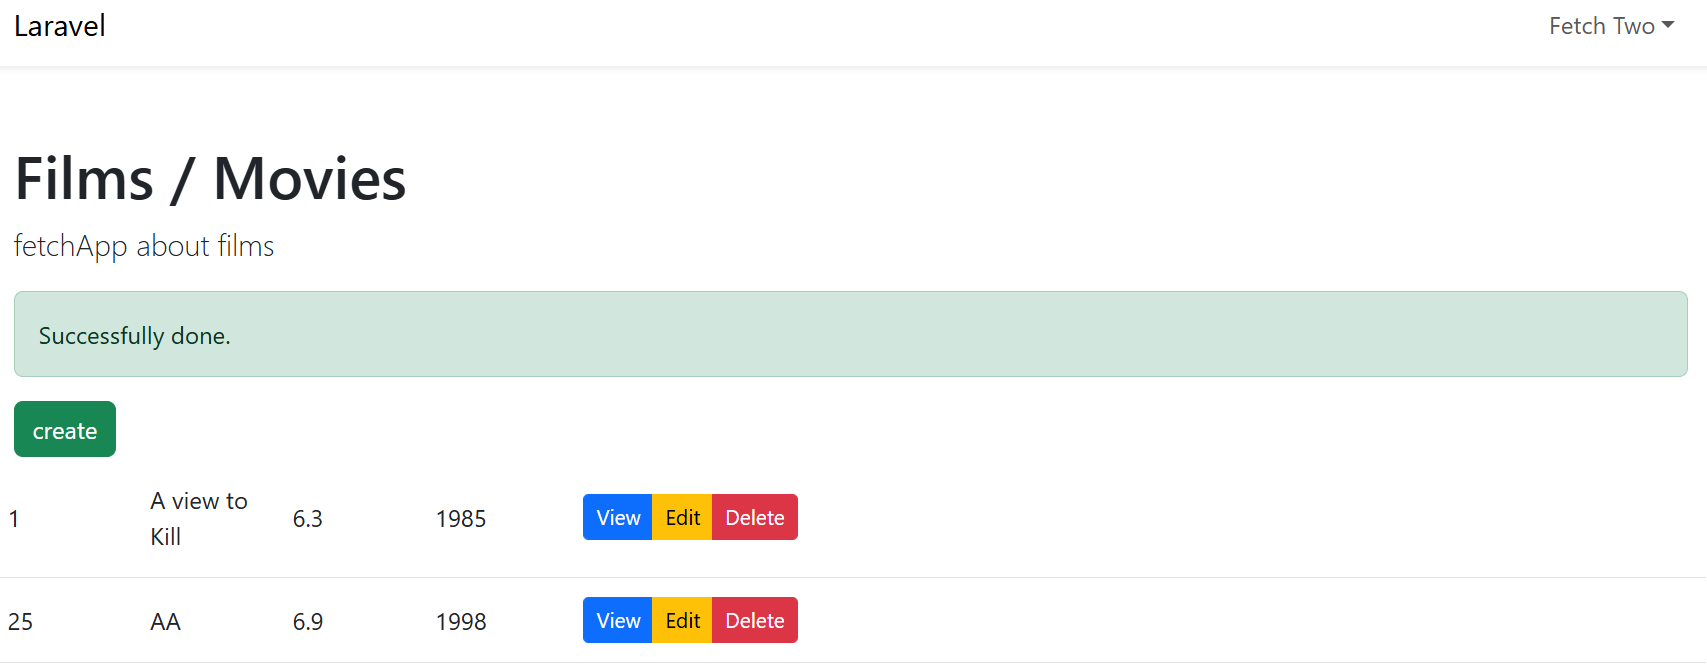 Laravel
Fetch Two
Films / Movies
fetchApp about films
Successfully done.
create
1 A view to Kill 6.3 1985 View Edit Delete
25 AA 6.9 1998 View Edit Delete